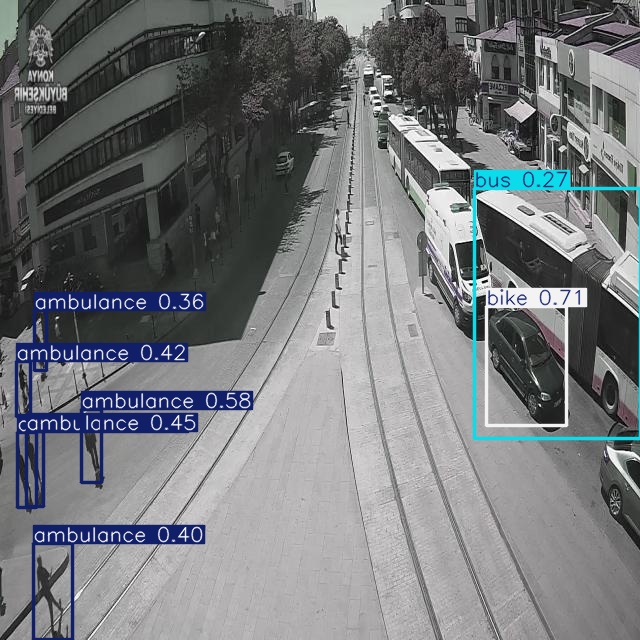 KONYA
BÜYÜKŞEHİR
BELEDİYESİ
bus 0.27
bike 0.71
ambulance 0.36
ambulance 0.42
ambulance 0.58
ambulance 0.45
ambulance 0.40